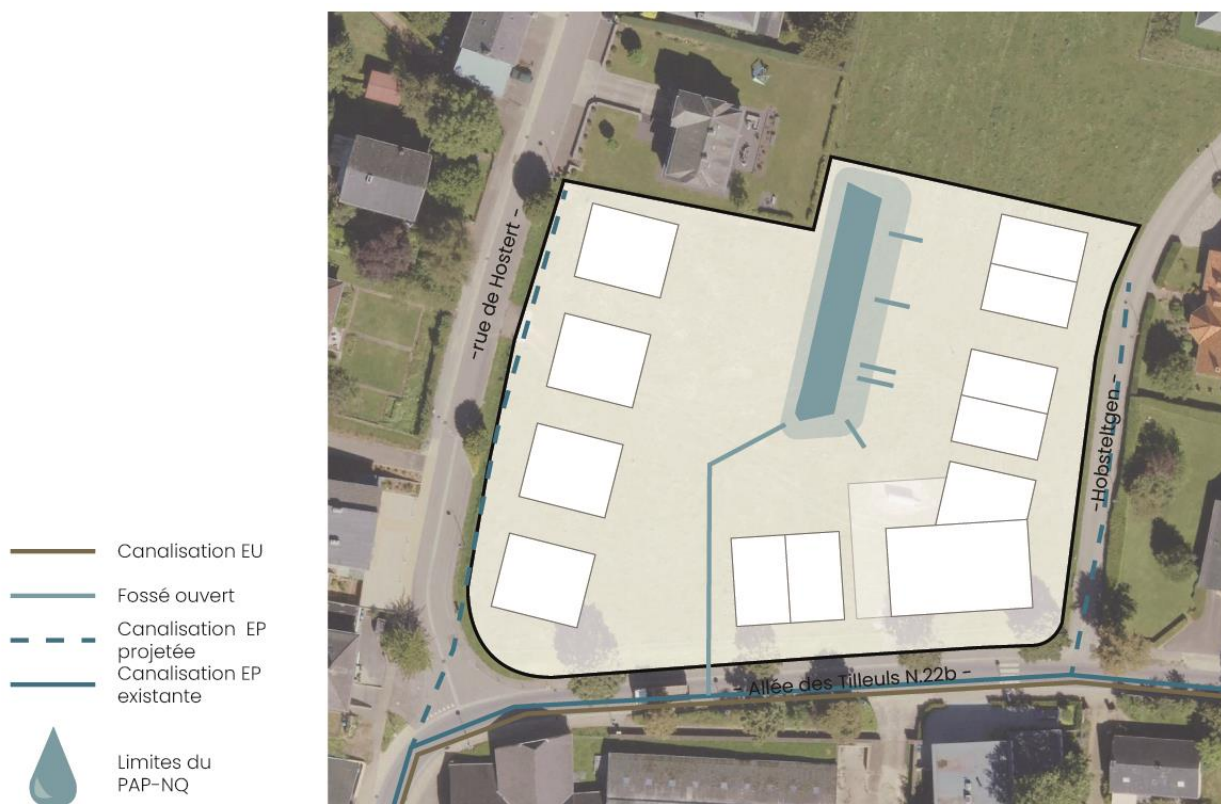 -rue de Hostert -
-Hobsteltgen -
- Allée des Tilleuls N.22b -
Canalisation EU
Fossé ouvert
Canalisation EP
projetée
Canalisation EP
existante
Limites du
PAP-NQ